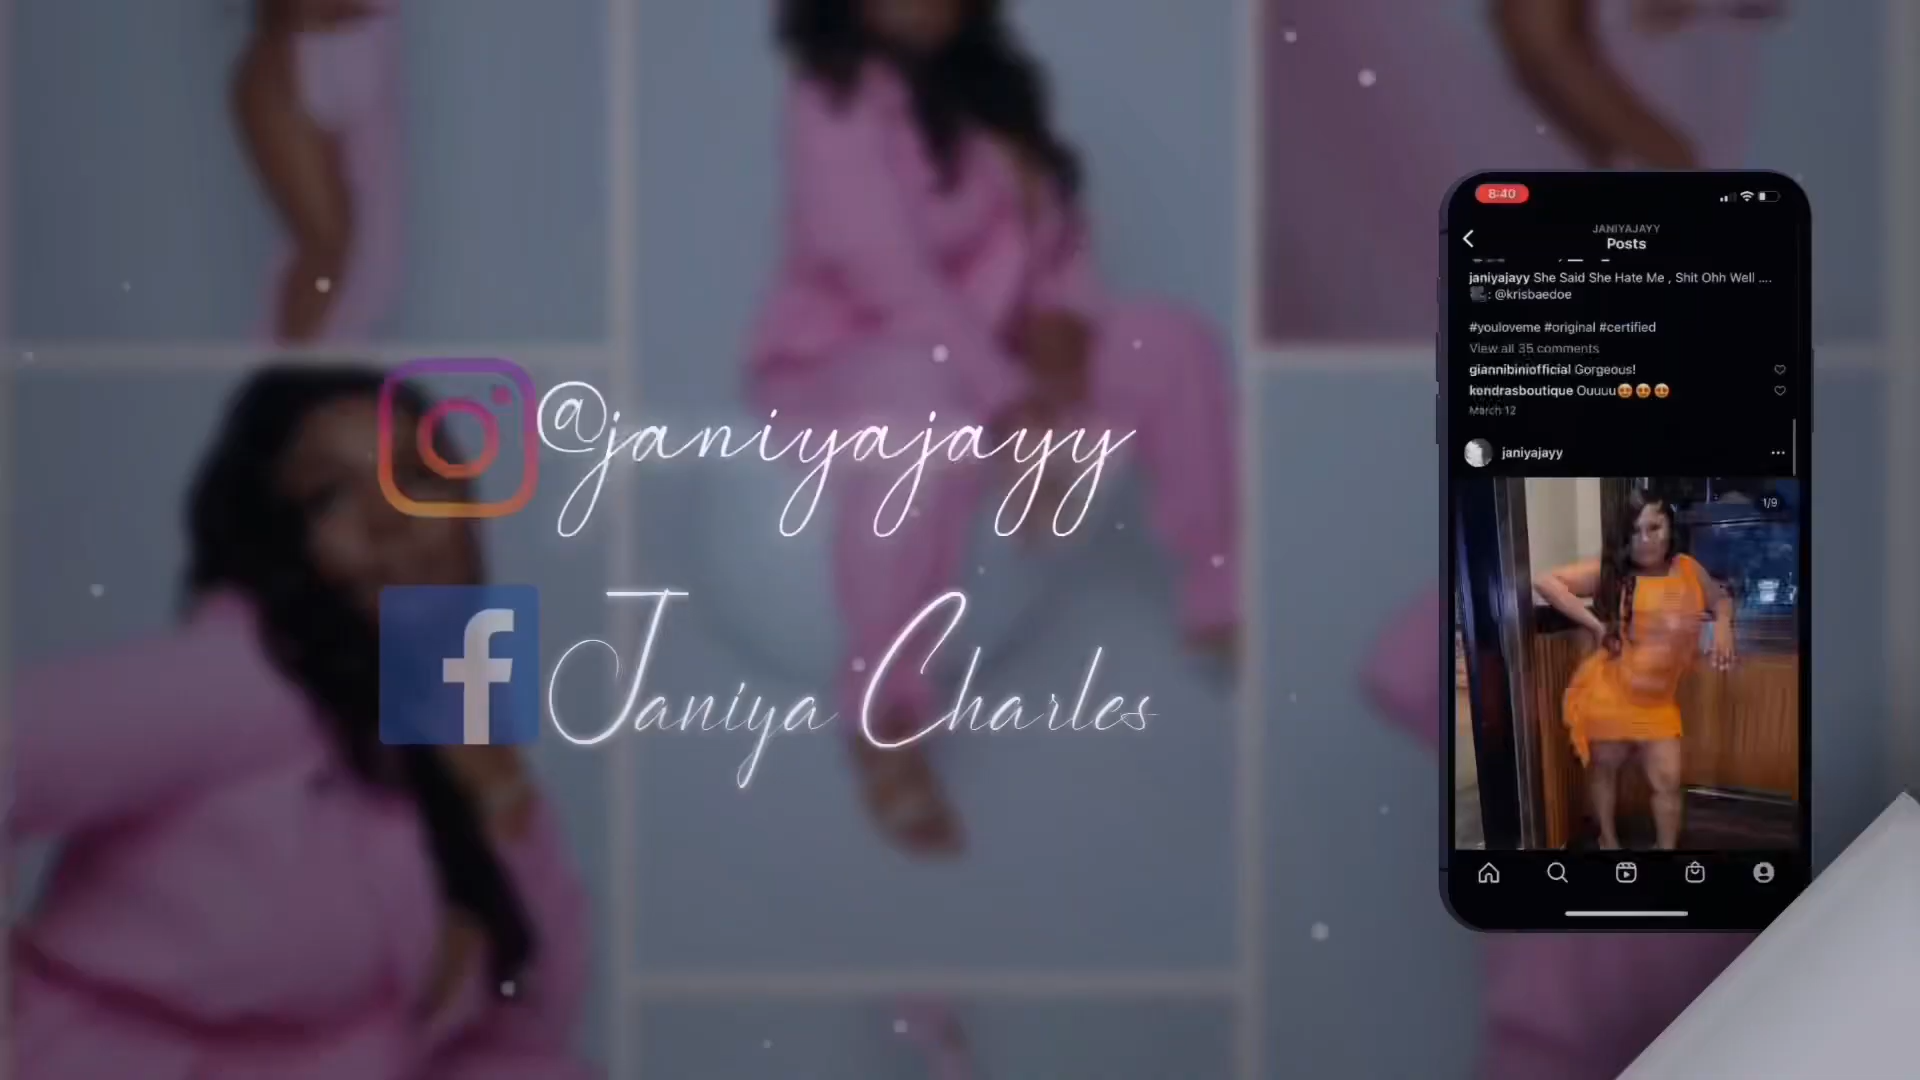 @janiyajayy
Janiya Charles
8:40
JANIYAJAYY
Posts
janiyajayy She Said She Hate Me , Shit Ohh Well ....
: @krisbaedoe
#youloveme #original #certified
View all 35 comments
giannibiniofficial Gorgeous!
kendrasboutique Ouuuu😍😍😍
March 12
janiyajayy
1/9